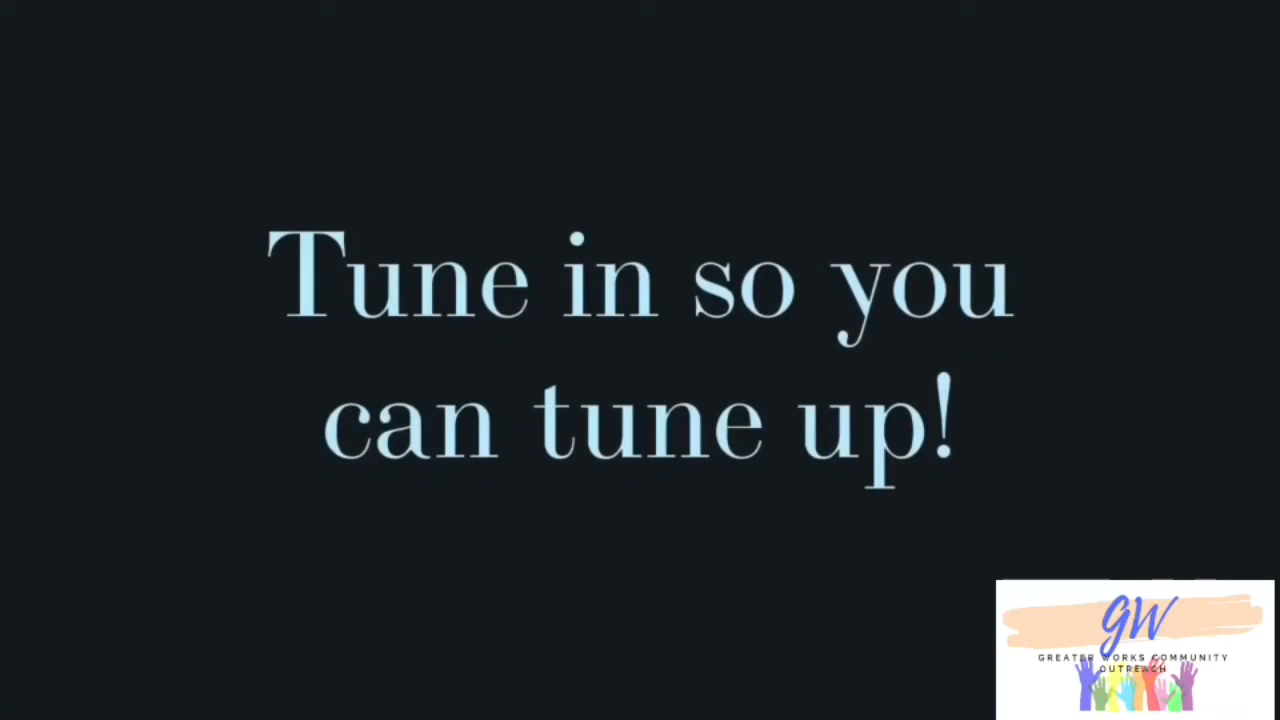 Tune in so you
can tune up!
GW
GREATER WORKS COMMUNITY
OUTREACH